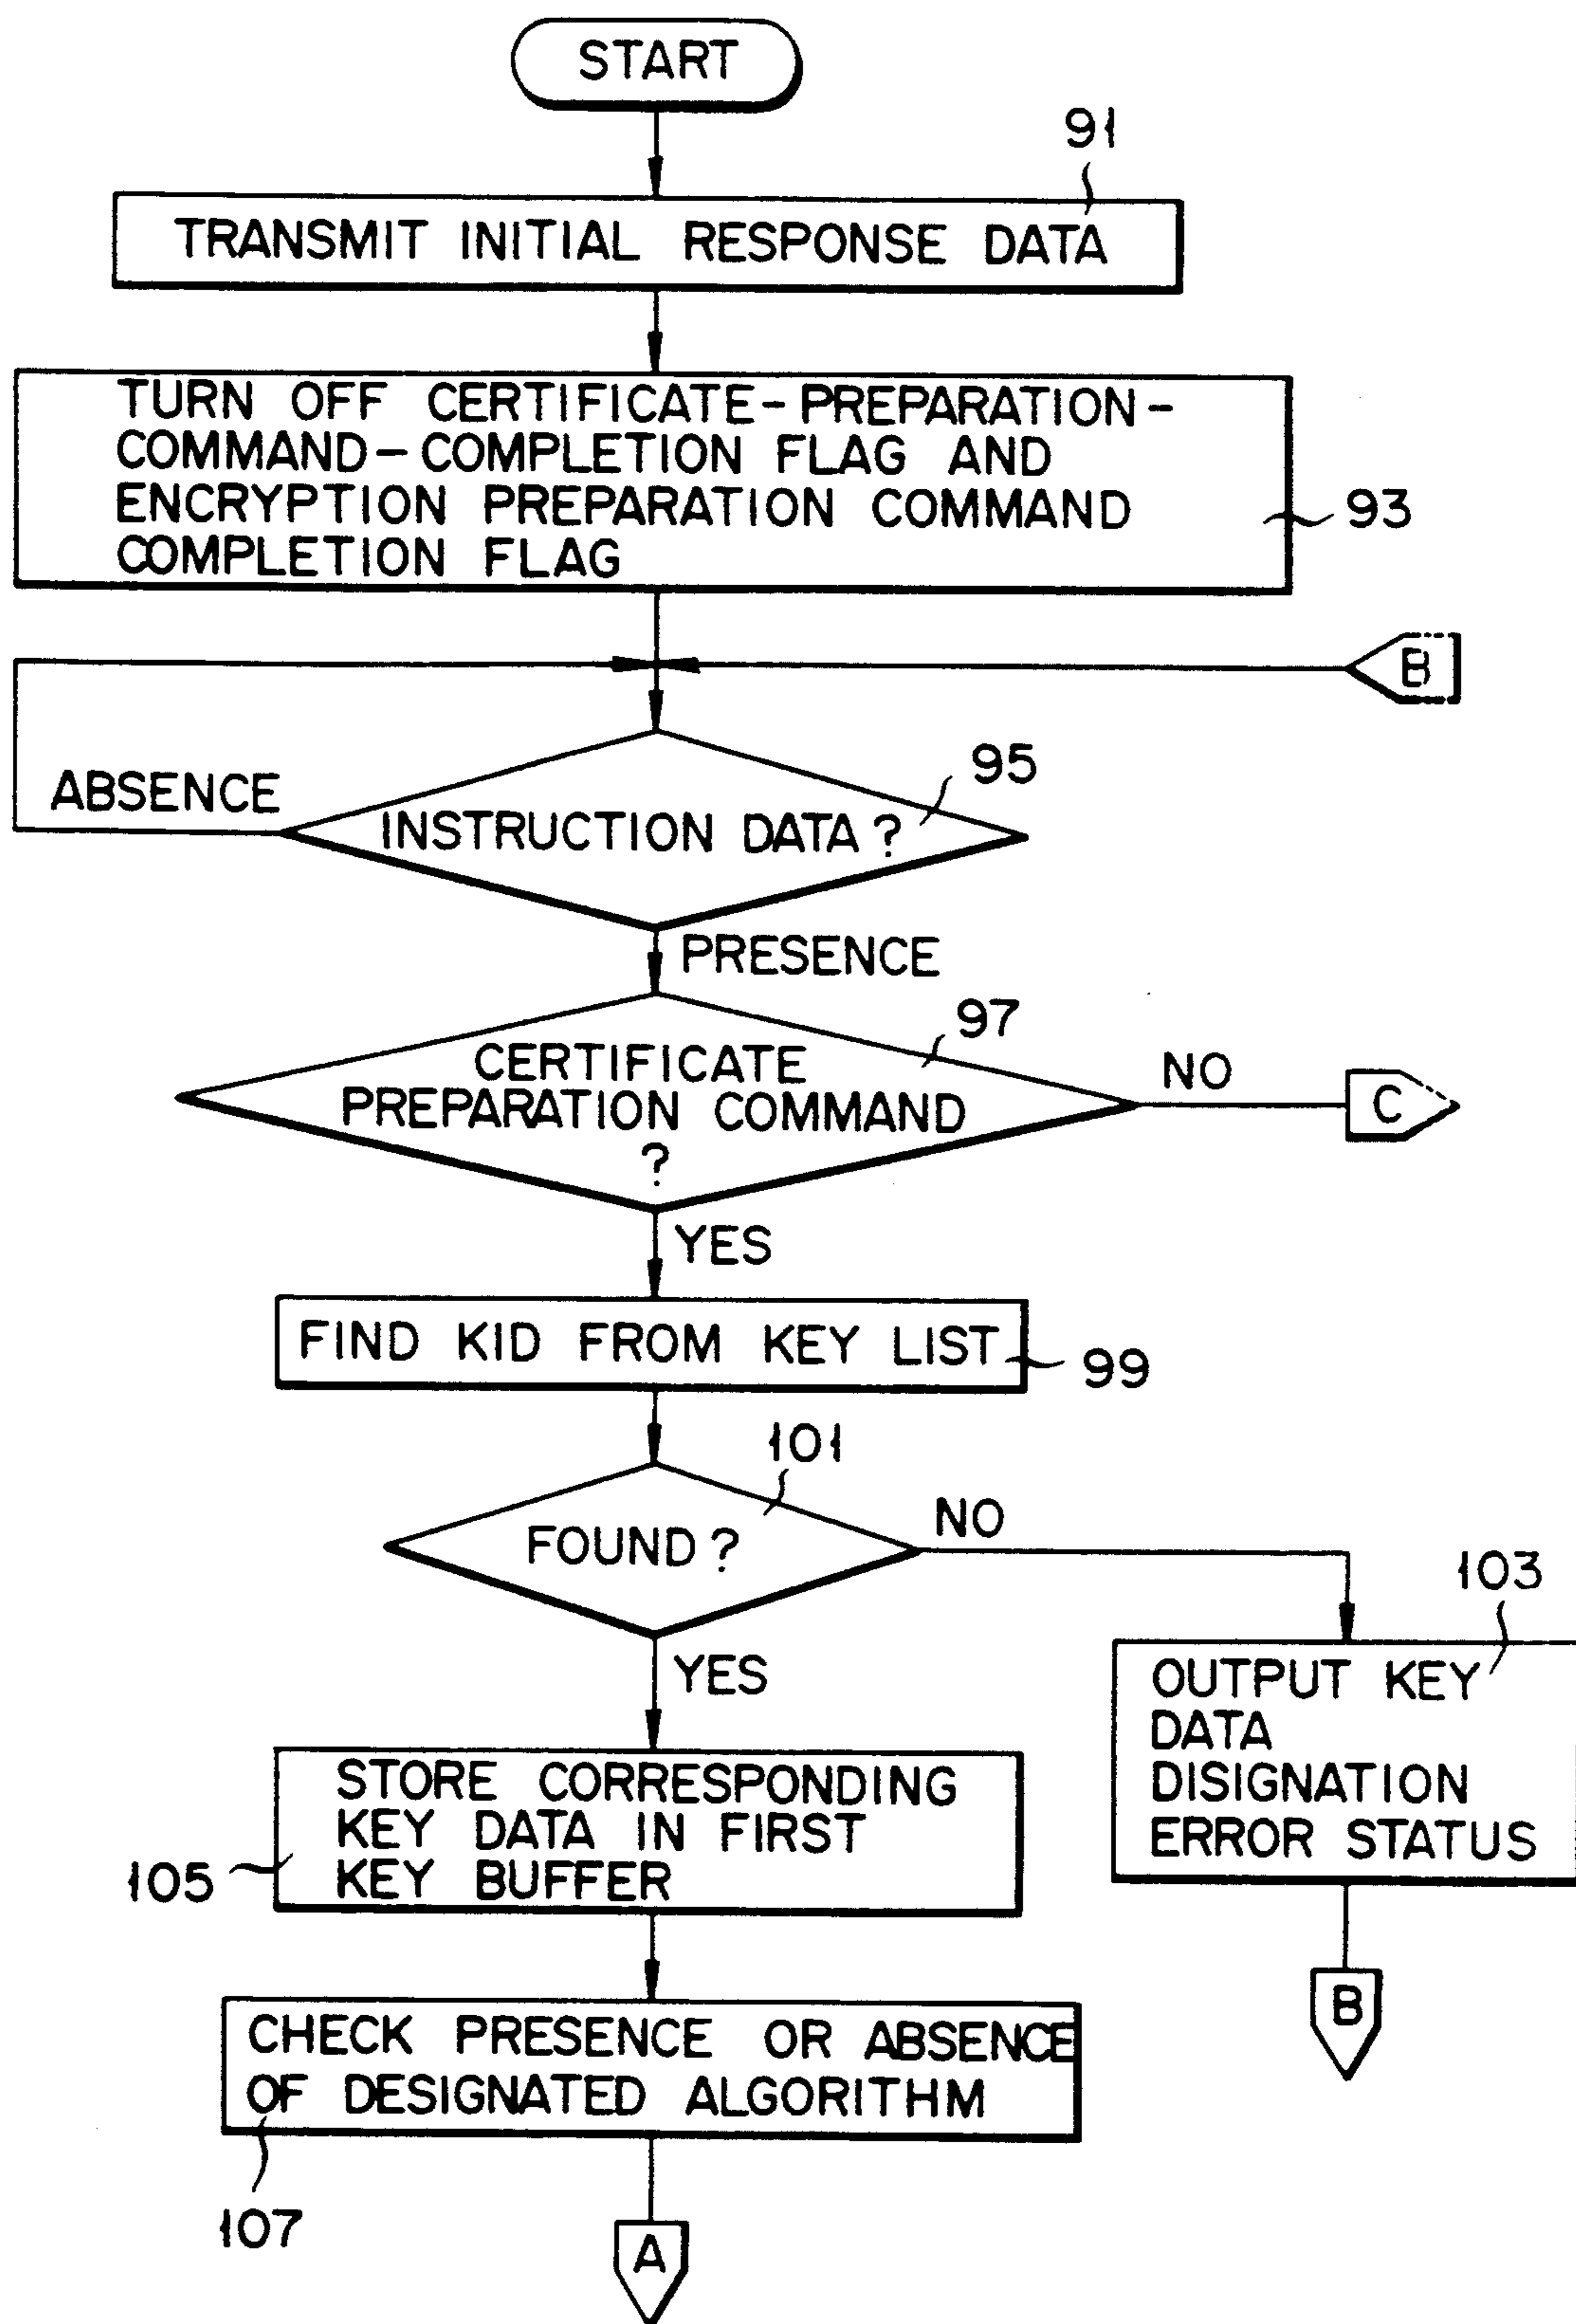 START
91
TRANSMIT INITIAL RESPONSE DATA
TURN OFF CERTIFICATE-PREPARATION-
COMMAND-COMPLETION FLAG AND
ENCRYPTION PREPARATION COMMAND
COMPLETION FLAG
93
B
ABSENCE
95
INSTRUCTION DATA ?
PRESENCE
97
CERTIFICATE
PREPARATION COMMAND
?
NO
C
YES
FIND KID FROM KEY LIST
99
101
FOUND ?
NO
103
YES
OUTPUT KEY
DATA
DISIGNATION
ERROR STATUS
STORE CORRESPONDING
KEY DATA IN FIRST
KEY BUFFER
105
B
CHECK PRESENCE OR ABSENCE
OF DESIGNATED ALGORITHM
107
A